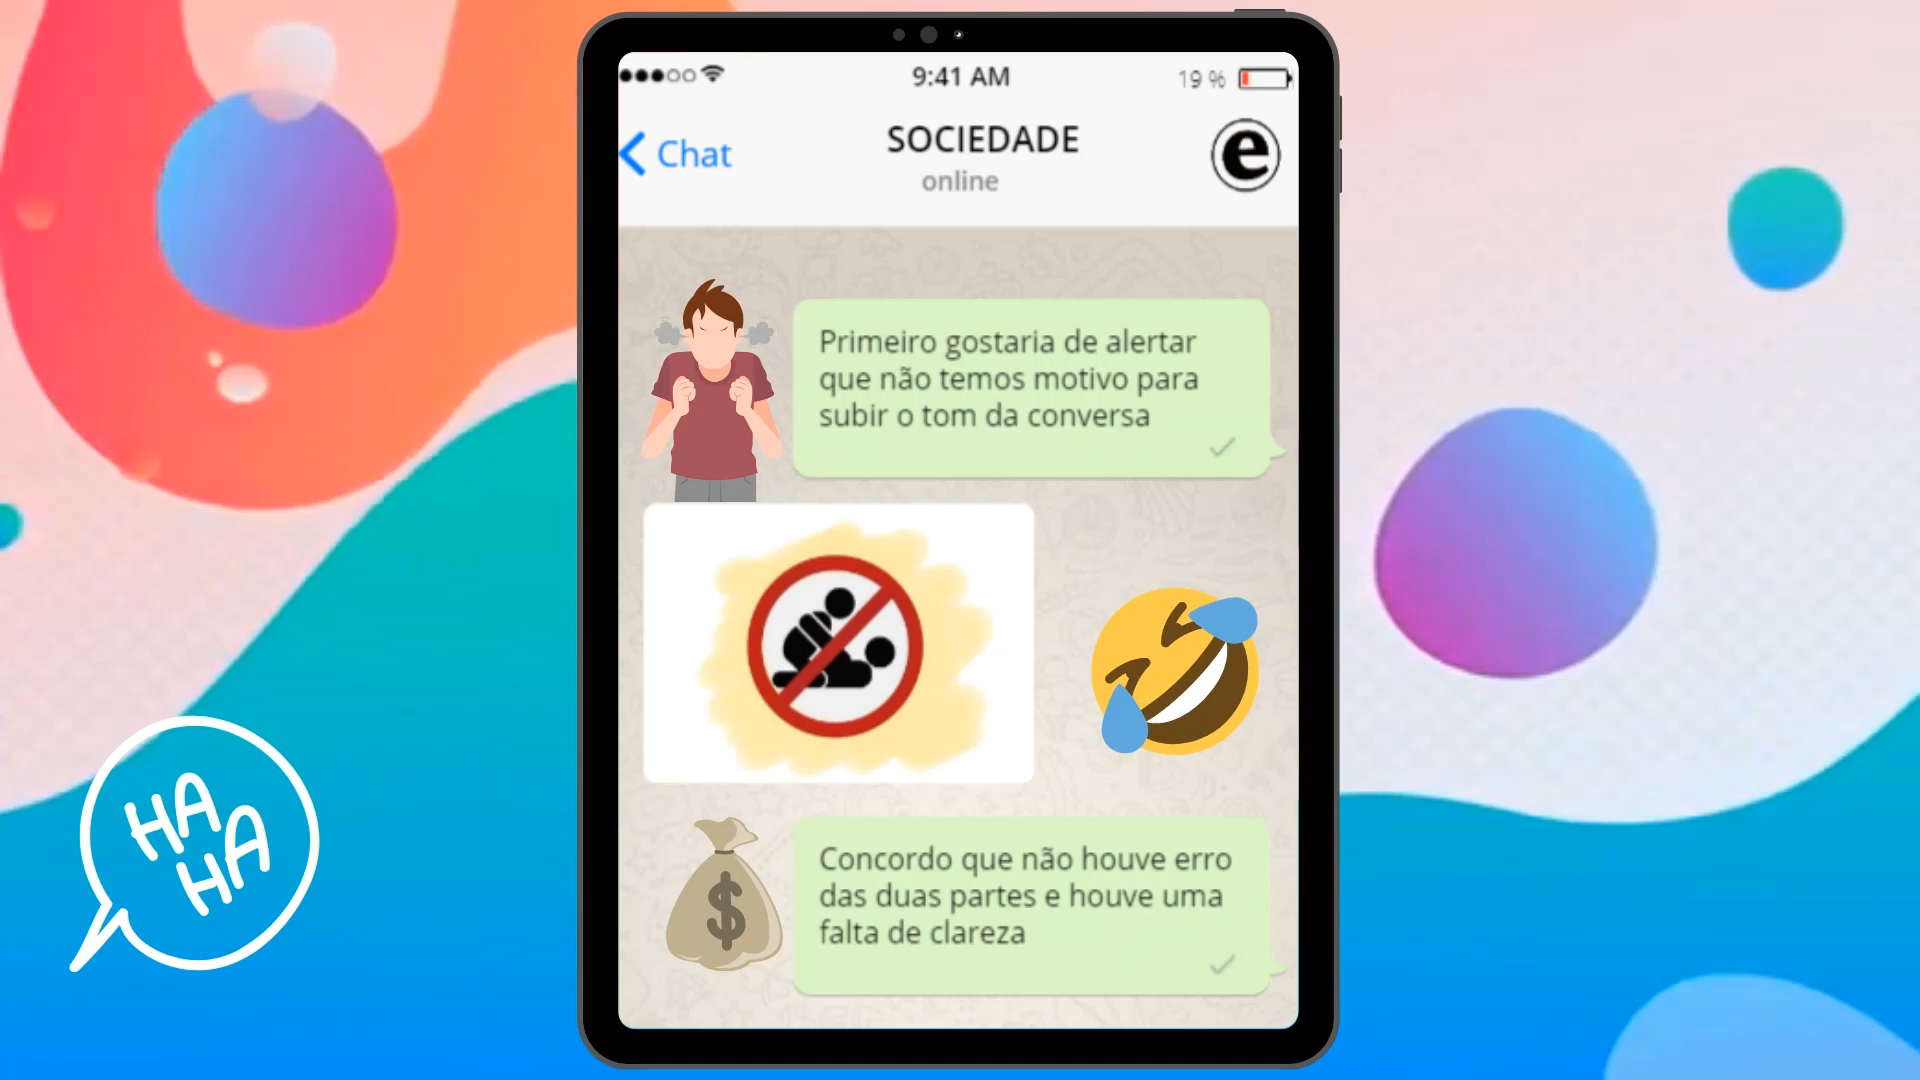 9:41 AM
19 %
Chat
SOCIEDADE
online
e
Primeiro gostaria de alertar
que não temos motivo para
subir o tom da conversa
Concordo que não houve erro
das duas partes e houve uma
falta de clareza
$
HA
HA